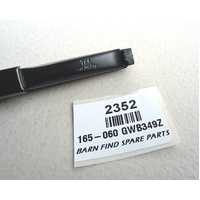 2352
165-060 GWB349Z
BARN FIND SPARE PARTS